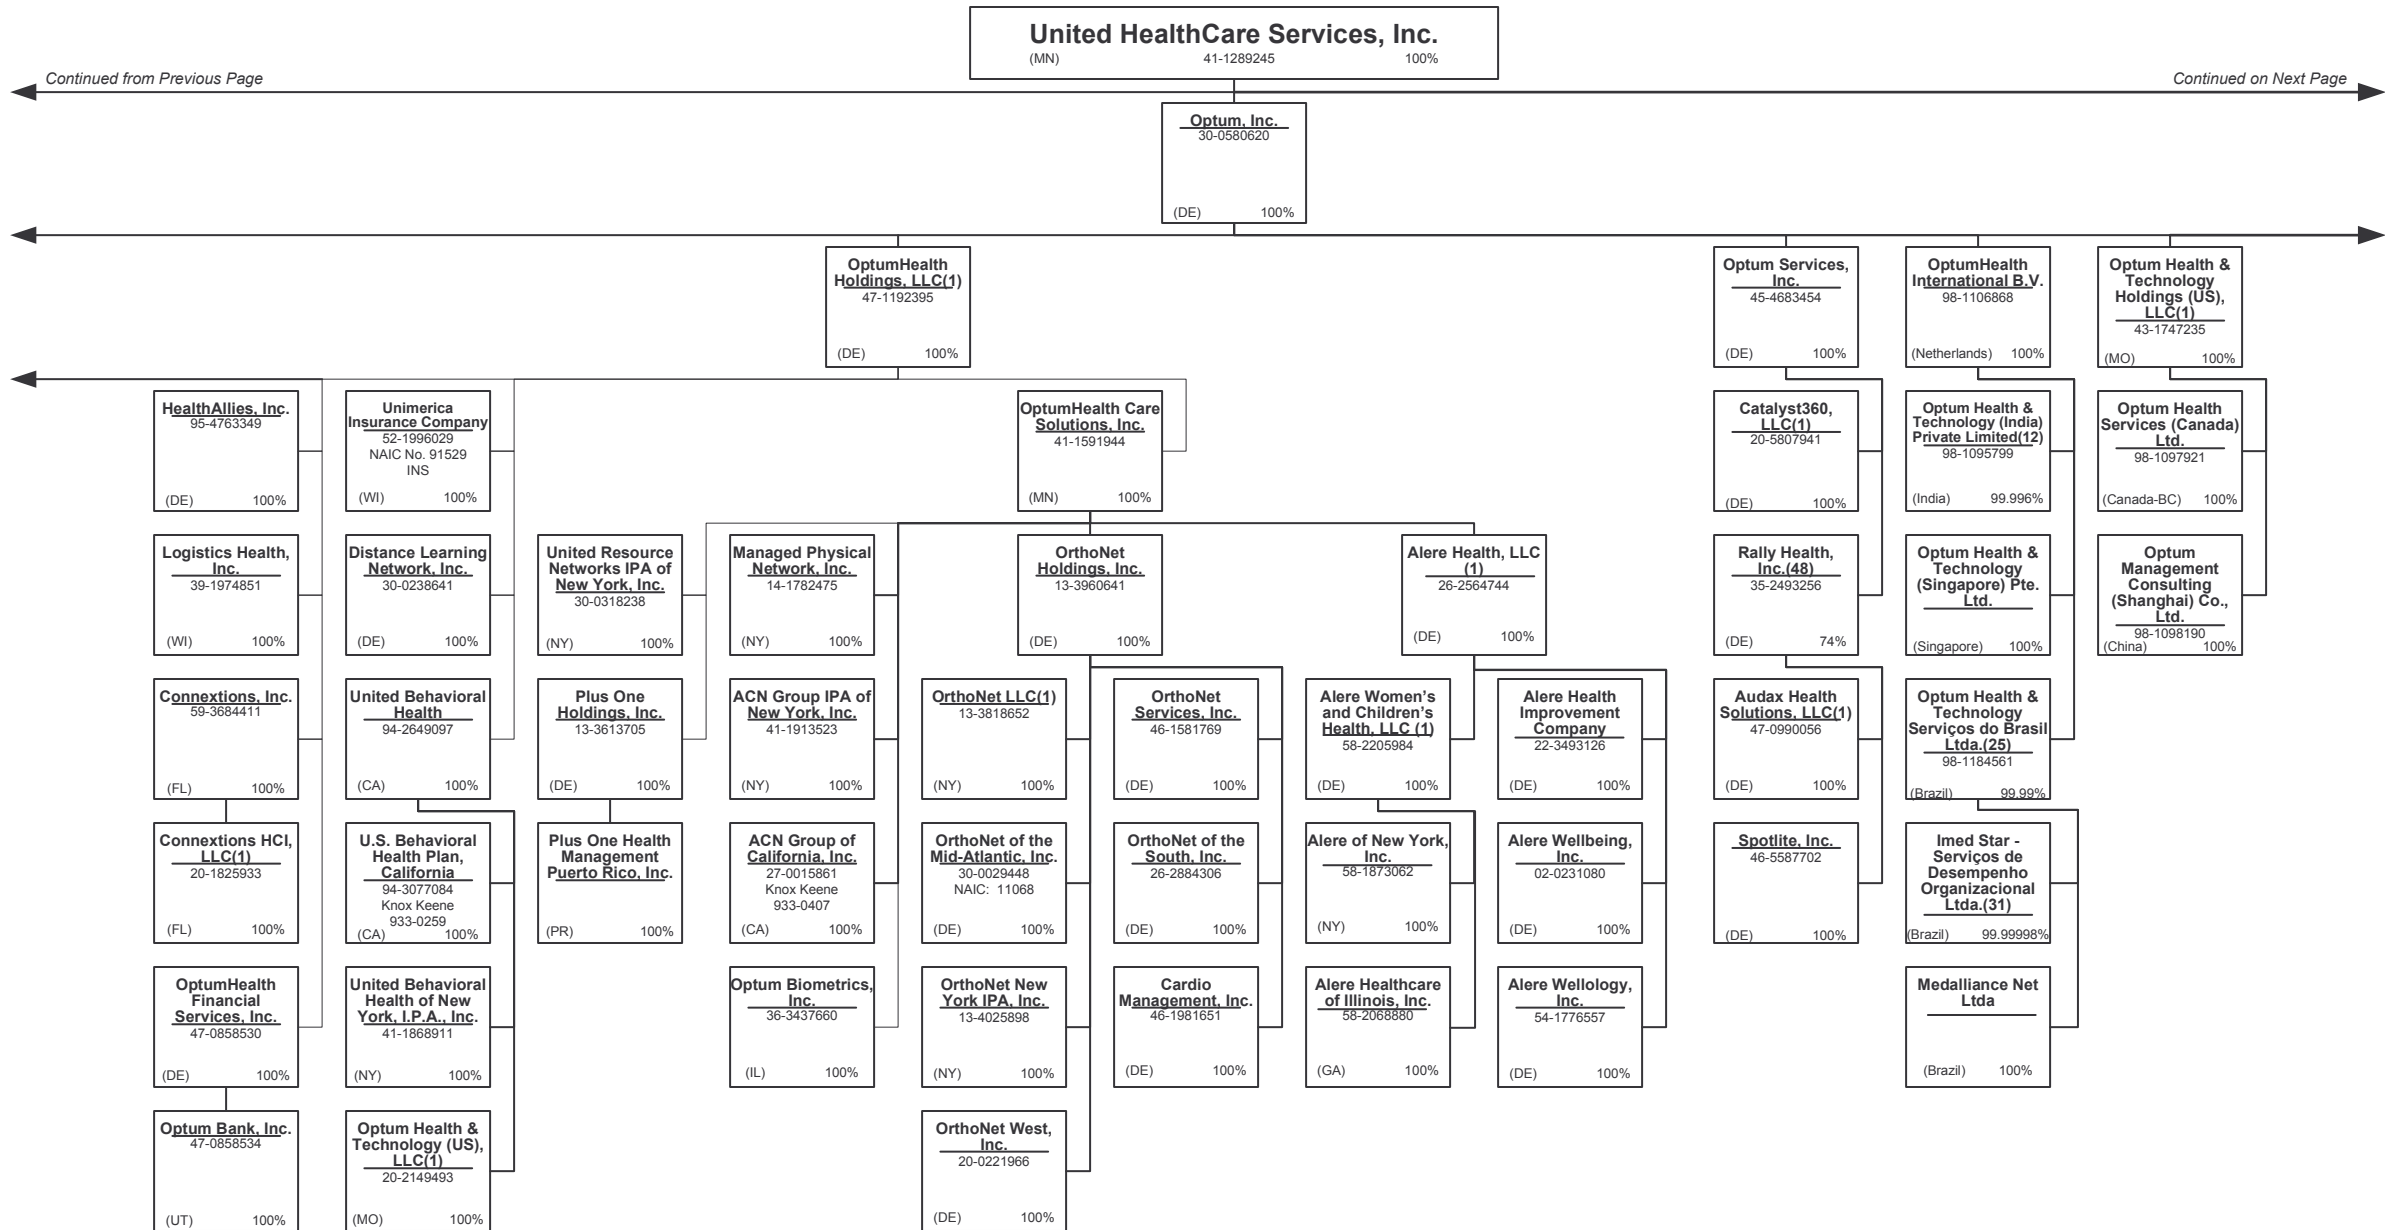 United HealthCare Services, Inc.
(MN) 41-1289245 100%
Continued from Previous Page
Continued on Next Page
Optum, Inc.
30-0580620
(DE) 100%
OptumHealth
Holdings, LLC(1)
47-1192395
(DE) 100%
Optum Services,
Inc.
45-4683454
(DE) 100%
OptumHealth
International B.V.
98-1106868
(Netherlands) 100%
Optum Health &
Technology
Holdings (US),
LLC(1)
43-1747235
(MO) 100%
HealthAllies, Inc.
95-4763349
(DE) 100%
Unimerica
Insurance Company
52-1996029
NAIC No. 91529
INS
(WI) 100%
OptumHealth Care
Solutions, Inc.
41-1591944
(MN) 100%
Catalyst360,
LLC(1)
20-5807941
(DE) 100%
Optum Health &
Technology (India)
Private Limited(12)
98-1095799
(India) 99.996%
Optum Health
Services (Canada)
Ltd.
98-1097921
(Canada-BC) 100%
Logistics Health,
Inc.
39-1974851
(WI) 100%
Distance Learning
Network, Inc.
30-0238641
(DE) 100%
United Resource
Networks IPA of
New York, Inc.
30-0318238
(NY) 100%
Managed Physical
Network, Inc.
14-1782475
(NY) 100%
OrthoNet
Holdings, Inc.
13-3960641
(DE) 100%
Alere Health, LLC
(1)
26-2564744
(DE) 100%
Rally Health,
Inc.(48)
35-2493256
(DE) 74%
Optum Health &
Technology
(Singapore) Pte.
Ltd.
(Singapore) 100%
Optum
Management
Consulting
(Shanghai) Co.,
Ltd.
98-1098190
(China) 100%
Connextions, Inc.
59-3684411
(FL) 100%
United Behavioral
Health
94-2649097
(CA) 100%
Plus One
Holdings, Inc.
13-3613705
(DE) 100%
ACN Group IPA of
New York, Inc.
41-1913523
(NY) 100%
OrthoNet LLC(1)
13-3818652
(NY) 100%
OrthoNet
Services, Inc.
46-1581769
(DE) 100%
Alere Women's
and Children's
Health, LLC (1)
58-2205984
(DE) 100%
Alere Health
Improvement
Company
22-3493126
(DE) 100%
Audax Health
Solutions, LLC(1)
47-0990056
(DE) 100%
Optum Health &
Technology
Serviços do Brasil
Ltda.(25)
98-1184561
(Brazil) 99.99%
Connextions HCI,
LLC(1)
20-1825933
(FL) 100%
U.S. Behavioral
Health Plan,
California
94-3077084
Knox Keene
933-0259
(CA) 100%
Plus One Health
Management
Puerto Rico, Inc.
(PR) 100%
ACN Group of
California, Inc.
27-0015861
Knox Keene
933-0407
(CA) 100%
OrthoNet of the
Mid-Atlantic, Inc.
30-0029448
NAIC: 11068
(DE) 100%
OrthoNet of the
South, Inc.
26-2884306
(DE) 100%
Alere of New York,
Inc.
58-1873062
(NY) 100%
Alere Wellbeing,
Inc.
02-0231080
(DE) 100%
Spotlite, Inc.
46-5587702
(DE) 100%
Imed Star -
Serviços de
Desempenho
Organizacional
Ltda.(31)
(Brazil) 99.99998%
OptumHealth
Financial
Services, Inc.
47-0858530
(DE) 100%
United Behavioral
Health of New
York, I.P.A., Inc.
41-1868911
(NY) 100%
Optum Biometrics,
Inc.
36-3437660
(IL) 100%
OrthoNet New
York IPA, Inc.
13-4025898
(NY) 100%
Cardio
Management, Inc.
46-1981651
(DE) 100%
Alere Healthcare
of Illinois, Inc.
58-2068880
(GA) 100%
Alere Wellology,
Inc.
54-1776557
(DE) 100%
Medalliance Net
Ltda
(Brazil) 100%
Optum Bank, Inc.
47-0858534
(UT) 100%
Optum Health &
Technology (US),
LLC(1)
20-2149493
(MO) 100%
OrthoNet West,
Inc.
20-0221966
(DE) 100%